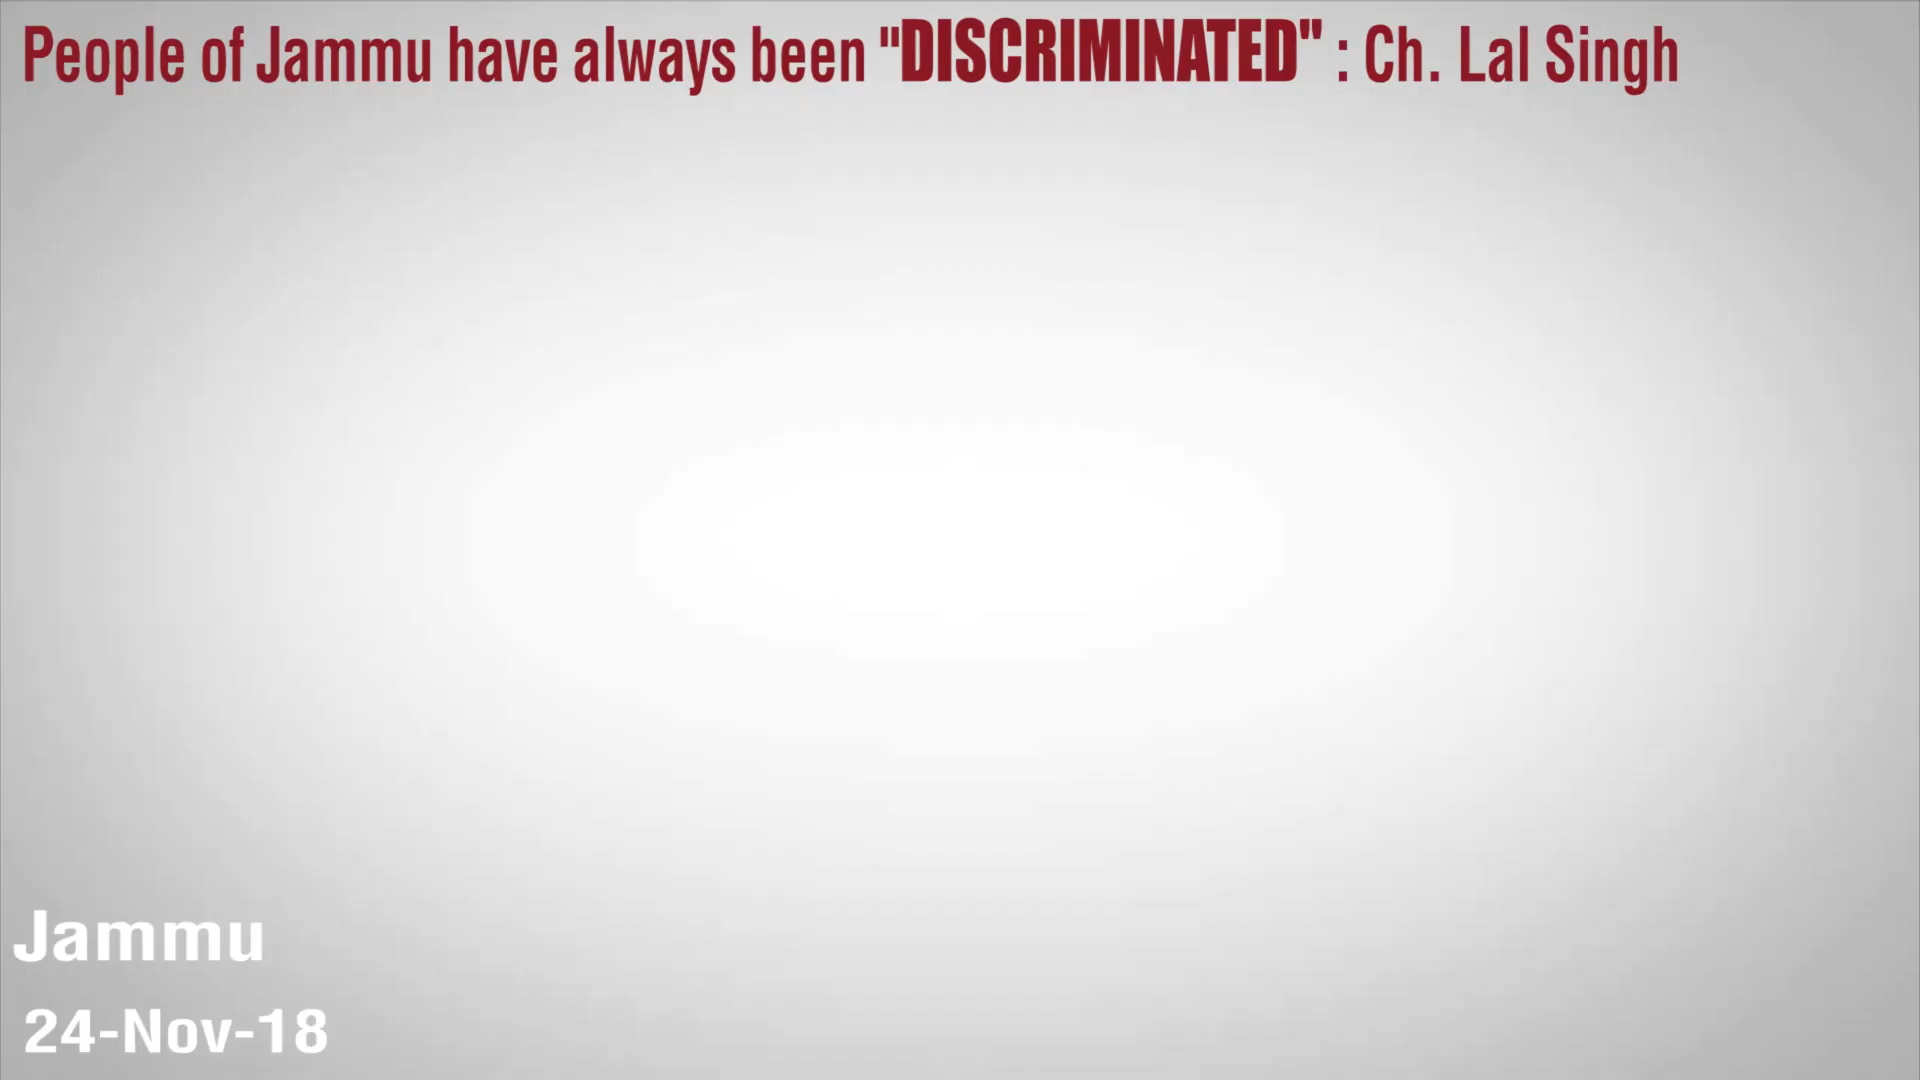 People of Jammu have always been "DISCRIMINATED" : Ch. Lal Singh
Jammu
24-Nov-18